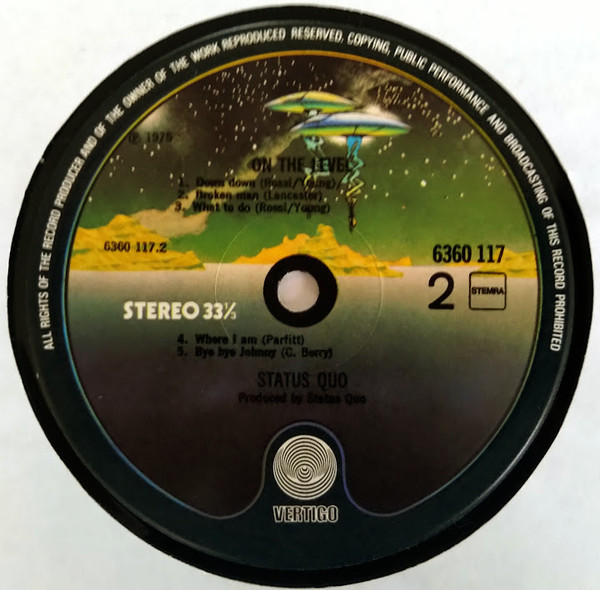 ALL RIGHTS OF THE RECORD PRODUCER AND OF THE OWNER OF THE WORK REPRODUCED RESERVED. COPYING, PUBLIC PERFORMANCE AND BROADCASTING OF THIS RECORD PROHIBITED
℗ 1975
ON THE LEVEL
1. Down down (Rossi/Young)
2. Broken man (Lancaster)
3. What to do (Rossi/Young)
6360 117.2
6360 117
2 STEMRA
STEREO 33⅓
4. Where I am (Parfitt)
5. Bye bye Johnny (C. Berry)
STATUS QUO
Produced by Status Quo
VERTIGO